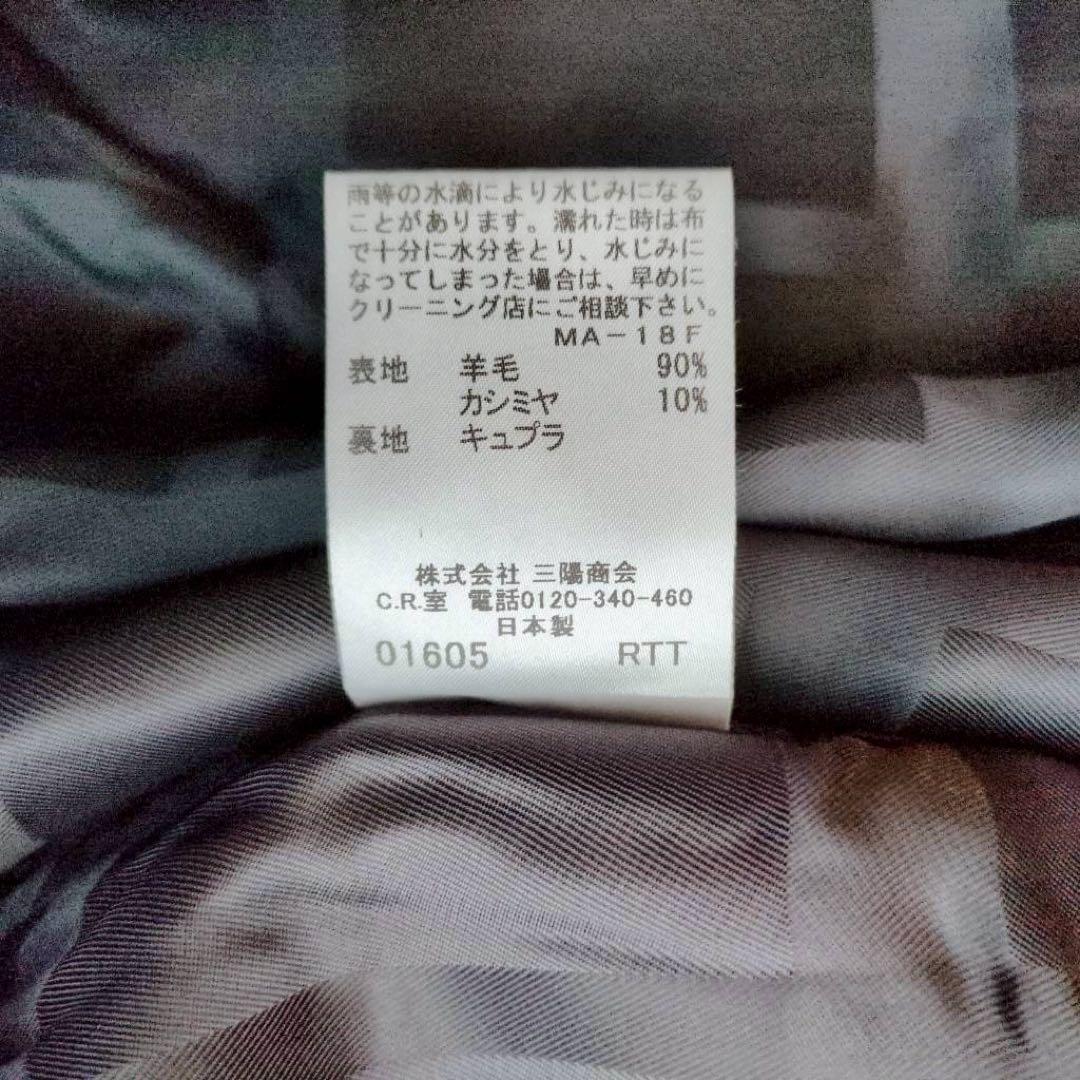 雨等の水滴により水じみになる
ことがあります。濡れた時は布
で十分に水分をとり、水じみに
なってしまった場合は、早めに
クリーニング店にご相談下さい。
MA-18F
表地 羊毛 90%
カシミヤ 10%
裏地 キュプラ
株式会社 三陽商会
C.R.室 電話0120-340-460
日本製
01605 RTT